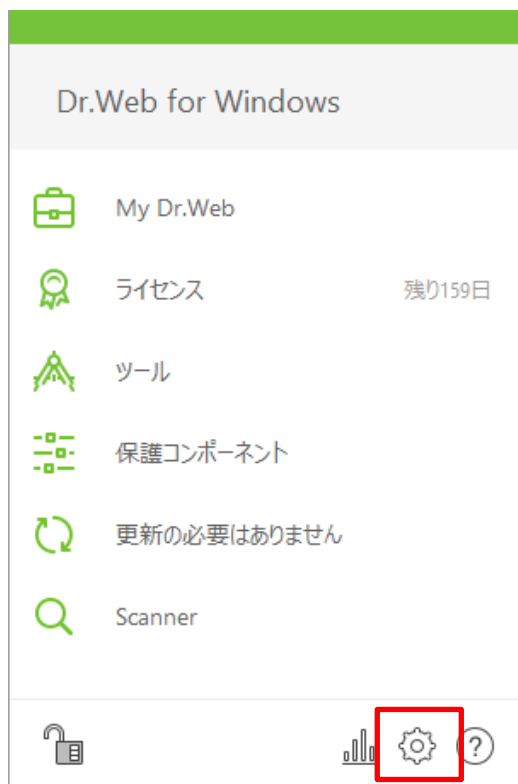 Dr.Web for Windows
My Dr.Web
ライセンス 残り159日
ツール
保護コンポーネント
更新の必要はありません
Scanner
?